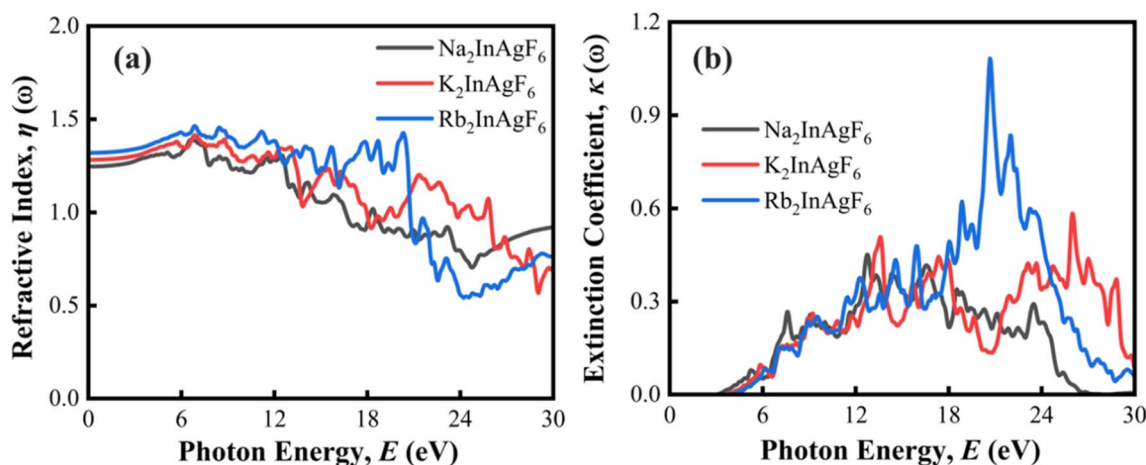 (a)
Na₂InAgF₆
K₂InAgF₆
Rb₂InAgF₆
2.0
1.5
1.0
0.5
0.0
Refractive Index, η (ω)
0 6 12 18 24 30
Photon Energy, E (eV)
(b)
Na₂InAgF₆
K₂InAgF₆
Rb₂InAgF₆
1.2
0.9
0.6
0.3
0.0
Extinction Coefficient, κ (ω)
0 6 12 18 24 30
Photon Energy, E (eV)